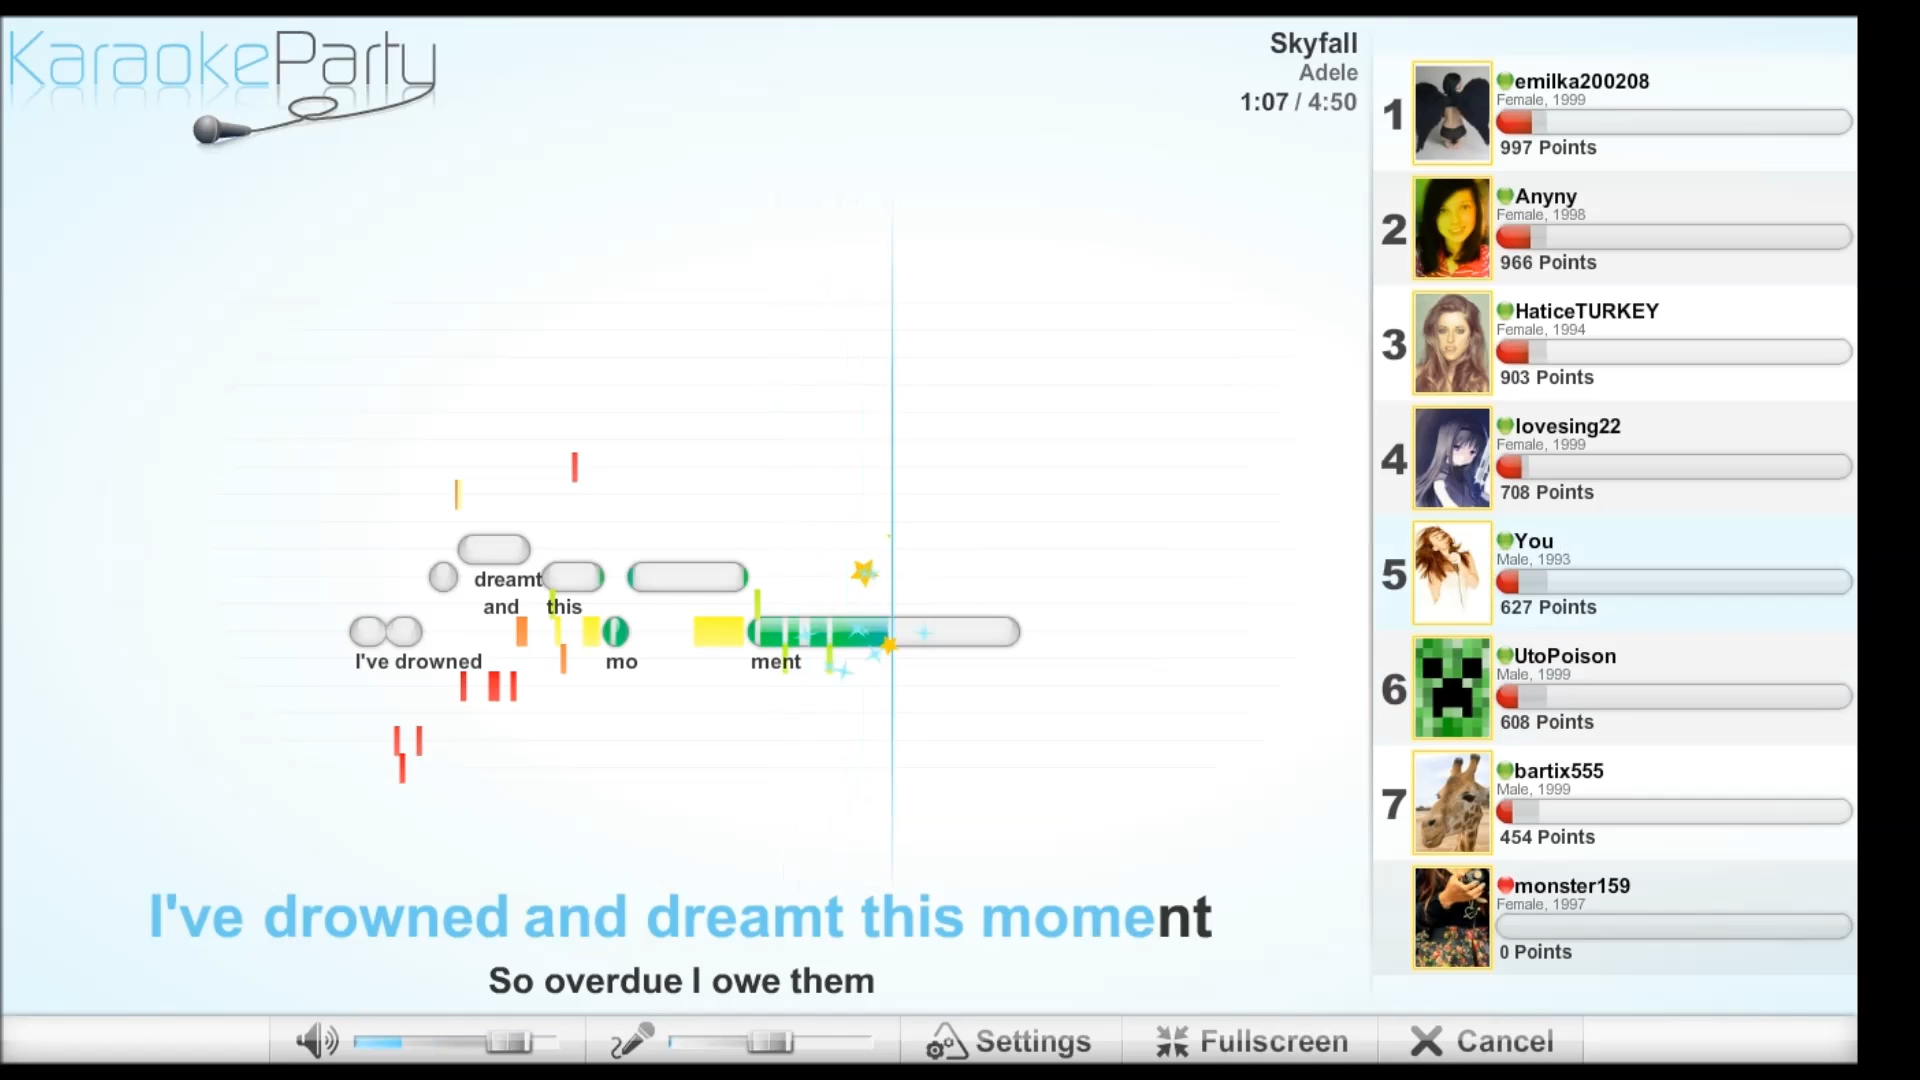 KaraokeParty
Skyfall
Adele
1:07 / 4:50
dreamt
and this
I've drowned mo ment
I've drowned and dreamt this moment
So overdue I owe them
1 emilka200208
Female, 1999
997 Points
2 Anyny
Female, 1998
966 Points
3 HaticeTURKEY
Female, 1994
903 Points
4 lovesing22
Female, 1999
708 Points
5 You
Male, 1993
627 Points
6 UtoPoison
Male, 1999
608 Points
7 bartix555
Male, 1999
454 Points
monster159
Female, 1997
0 Points
Settings Fullscreen Cancel